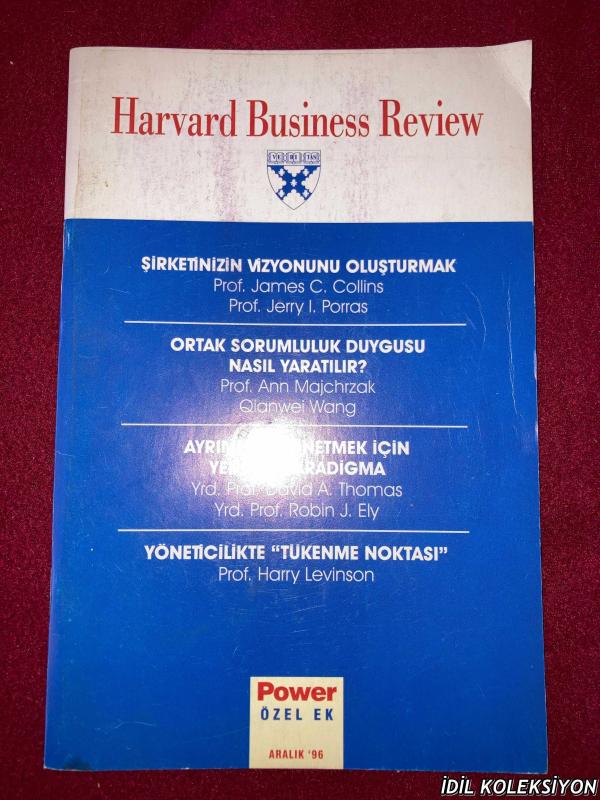 Harvard Business Review
VE RI TAS
ŞİRKETİNİZİN VİZYONUNU OLUŞTURMAK
Prof. James C. Collins
Prof. Jerry I. Porras
ORTAK SORUMLULUK DUYGUSU
NASIL YARATILIR?
Prof. Ann Majchrzak
Qianwei Wang
İÇİN
Yrd. David A. Thomas
Yrd. Prof. Robin J. Ely
YÖNETİCİLİKTE “TÜKENME NOKTASI”
Prof. Harry Levinson
Power
ÖZEL EK
ARALIK '96
İDİL KOLEKSİYON